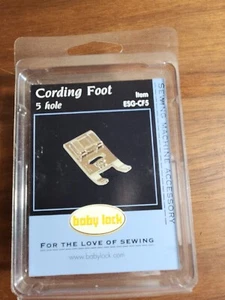 Cording Foot
5 hole
Item
ESG-CF5
SEWING MACHINE ACCESSORY
baby lock
FOR THE LOVE OF SEWING
www.babylock.com